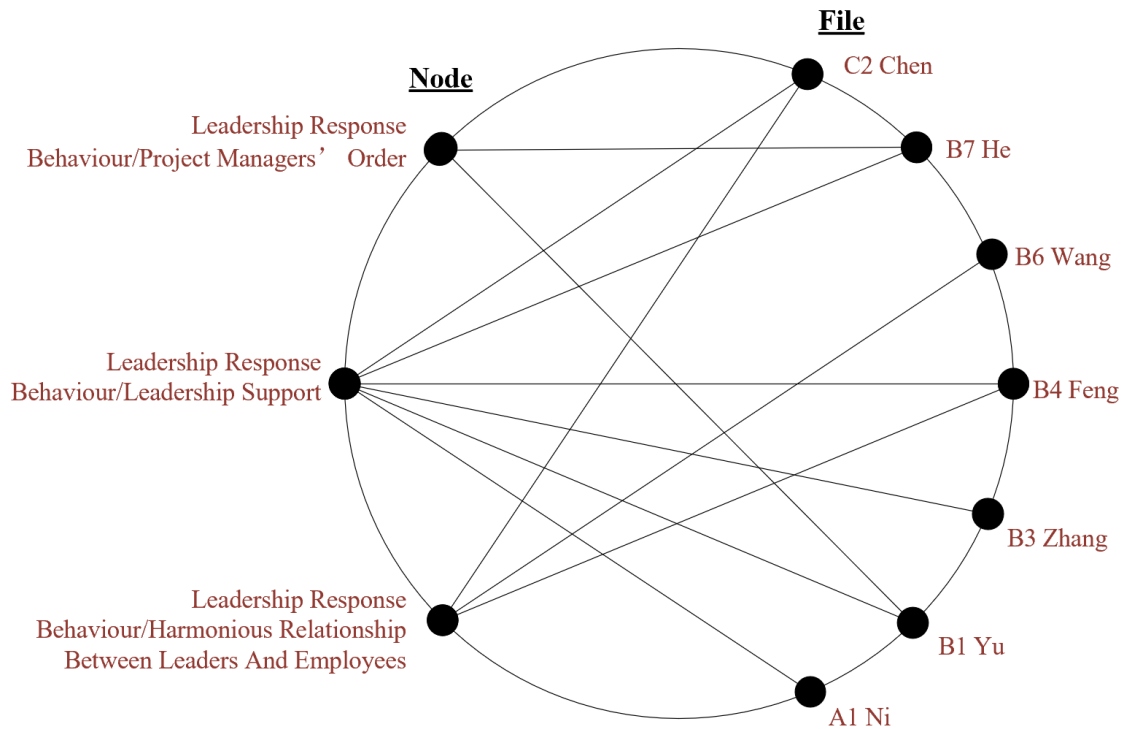 File
Node
C2 Chen
Leadership Response
Behaviour/Project Managers’ Order
B7 He
B6 Wang
Leadership Response
Behaviour/Leadership Support
B4 Feng
B3 Zhang
Leadership Response
Behaviour/Harmonious Relationship
Between Leaders And Employees
B1 Yu
A1 Ni